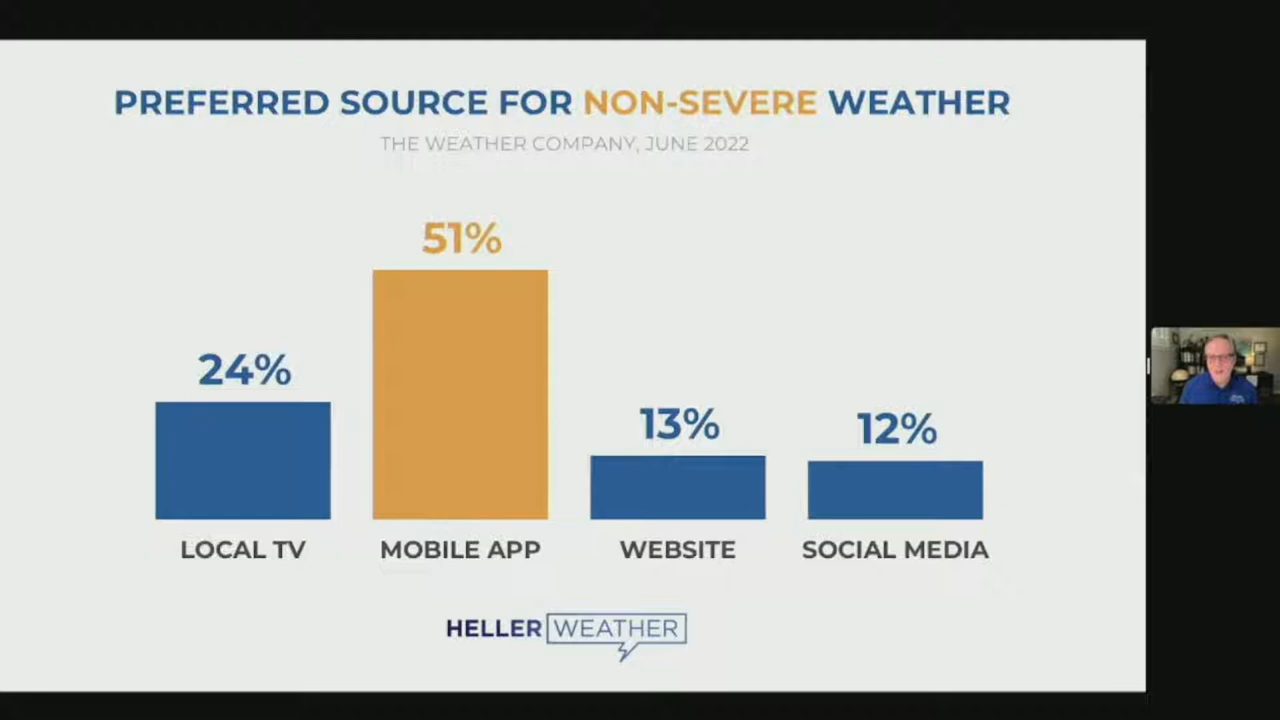 PREFERRED SOURCE FOR NON-SEVERE WEATHER
THE WEATHER COMPANY, JUNE 2022
51%
24%
13%
12%
LOCAL TV
MOBILE APP
WEBSITE
SOCIAL MEDIA
HELLER WEATHER